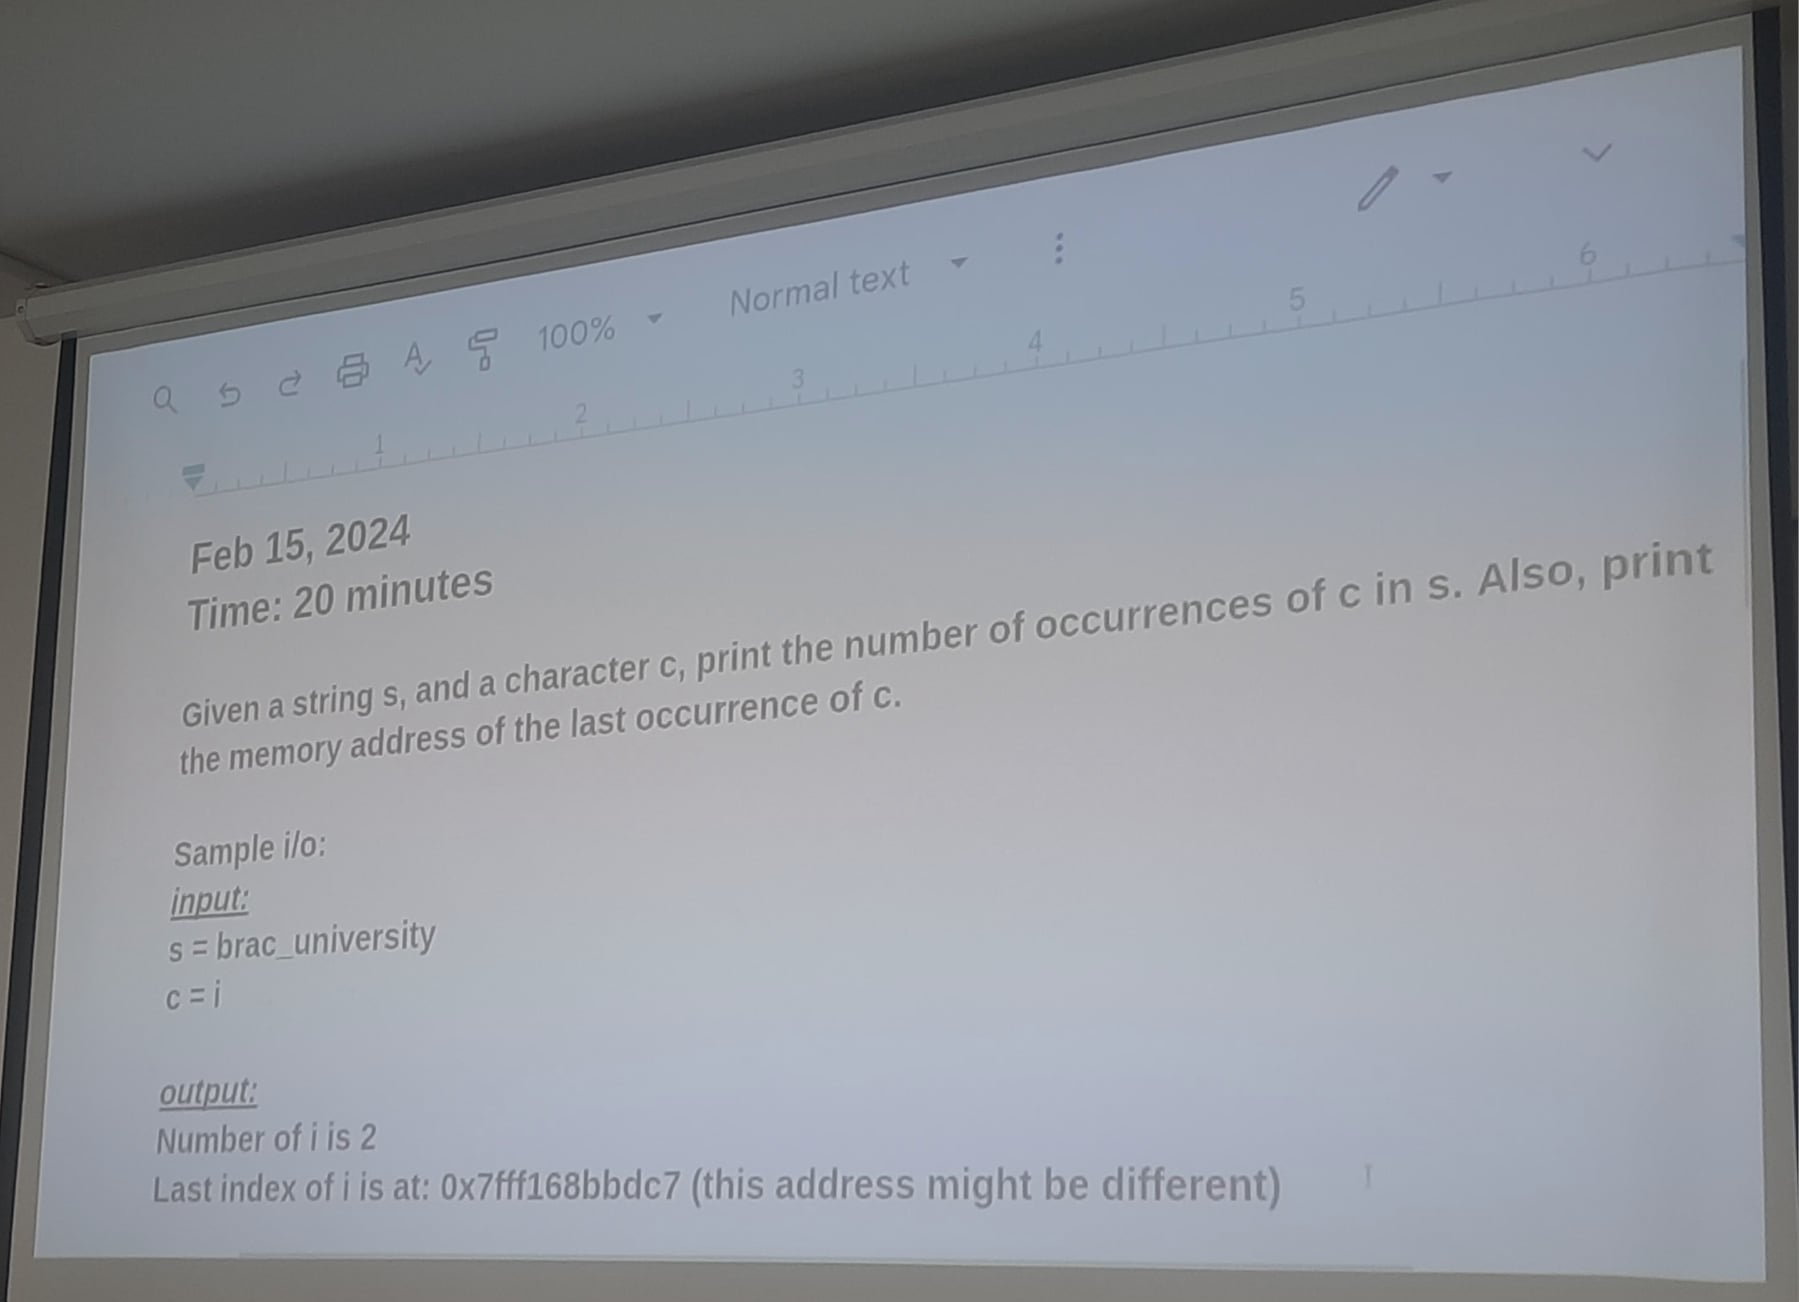 100%
Normal text
1 2 3 4 5 6
Feb 15, 2024
Time: 20 minutes
Given a string s, and a character c, print the number of occurrences of c in s. Also, print
the memory address of the last occurrence of c.
Sample i/o:
input:
s = brac_university
c = i
output:
Number of i is 2
Last index of i is at: 0x7fff168bbdc7 (this address might be different)